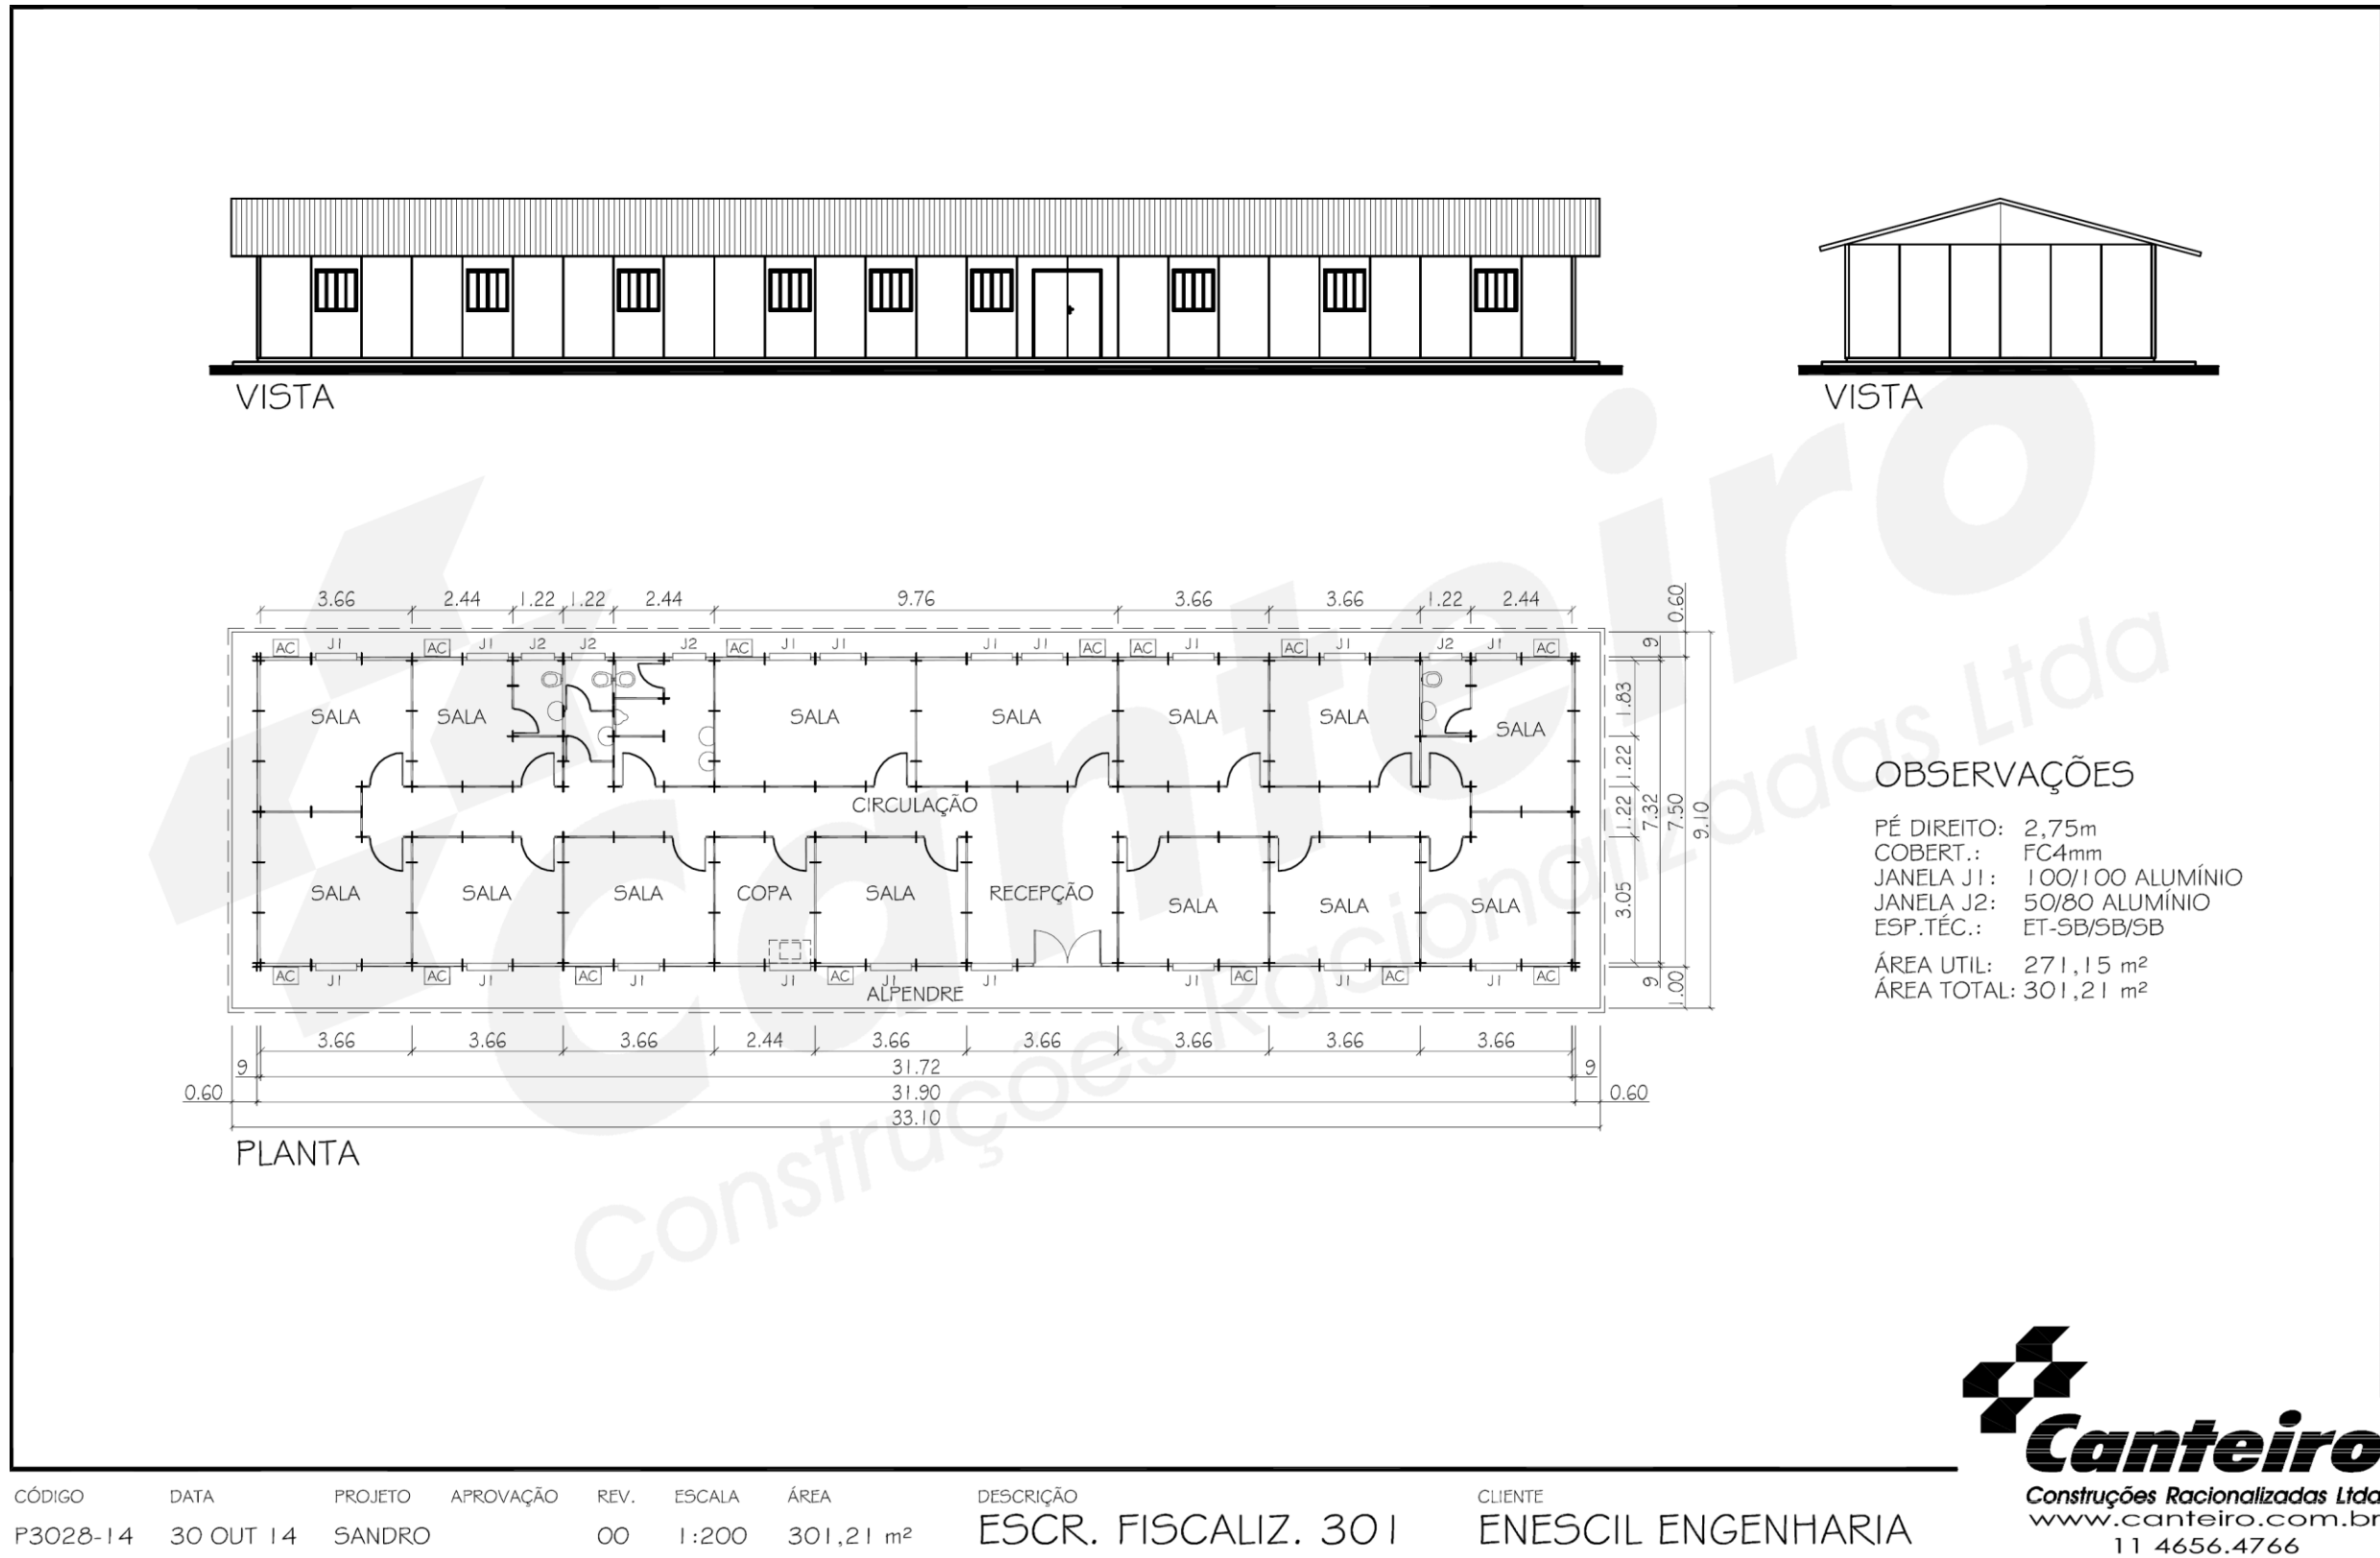 VISTA
VISTA
3.66 2.44 1.22 1.22 2.44 9.76 3.66 3.66 1.22 2.44
0.60
AC J1 AC J1 J2 J2 J2 AC J1 J1 J1 J1 AC AC J1 AC J1 J2 J1 AC
9
SALA SALA SALA SALA SALA SALA SALA
1.83
1.22
CIRCULAÇÃO
1.22 7.32 7.50 9.10
SALA SALA SALA COPA SALA RECEPÇÃO SALA SALA SALA
3.05
AC J1 AC J1 AC J1 J1 AC J1 J1 J1 AC J1 AC J1 AC
9 1.00
ALPENDRE
3.66 3.66 3.66 2.44 3.66 3.66 3.66 3.66 3.66
9 31.72 9
0.60 31.90 0.60
33.10
PLANTA
OBSERVAÇÕES
PÉ DIREITO: 2,75m
COBERT.: FC4mm
JANELA J1: 100/100 ALUMÍNIO
JANELA J2: 50/80 ALUMÍNIO
ESP.TÉC.: ET-SB/SB/SB
ÁREA UTIL: 271,15 m²
ÁREA TOTAL: 301,21 m²
Canteiro
Construções Racionalizadas Ltda
Canteiro
Construções Racionalizadas Ltda
www.canteiro.com.br
11 4656.4766
CÓDIGO DATA PROJETO APROVAÇÃO REV. ESCALA ÁREA DESCRIÇÃO CLIENTE
P3028-14 30 OUT 14 SANDRO 00 1:200 301,21 m² ESCR. FISCALIZ. 301 ENESCIL ENGENHARIA